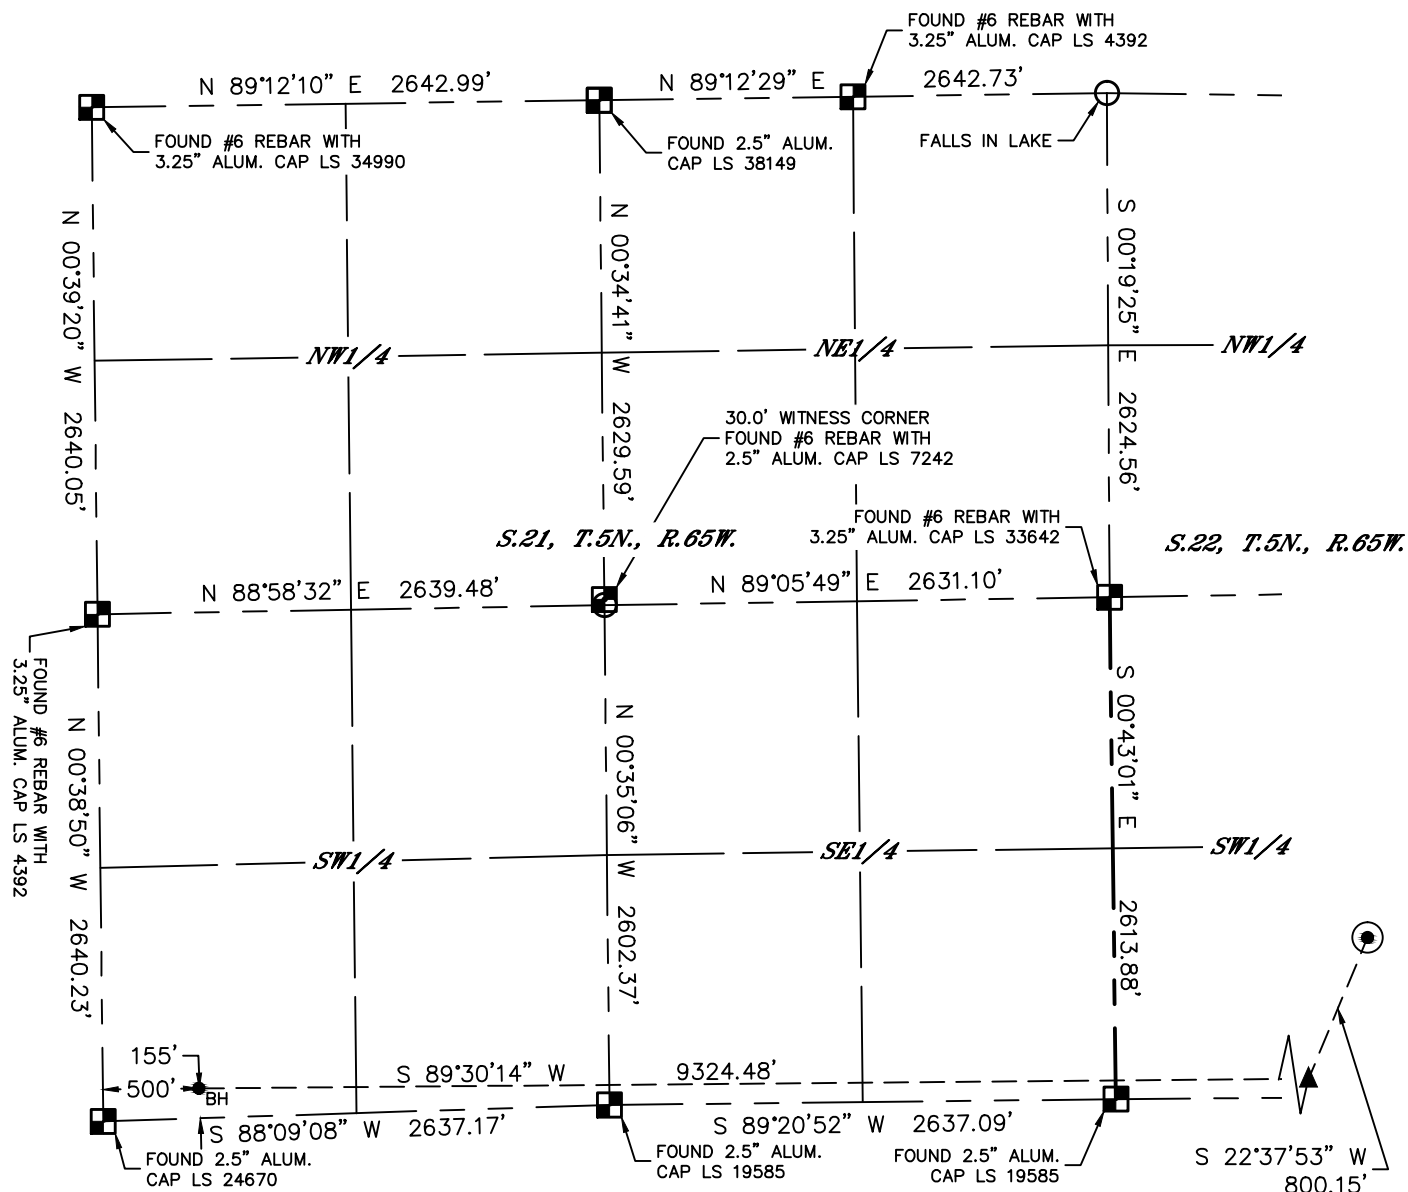 FOUND #6 REBAR WITH
3.25" ALUM. CAP LS 4392
N 89°12'10" E 2642.99'
N 89°12'29" E 2642.73'
FOUND #6 REBAR WITH
3.25" ALUM. CAP LS 34990
FOUND 2.5" ALUM.
CAP LS 38149
FALLS IN LAKE
N 00°39'20" W 2640.05'
N 00°34'41" W 2629.59'
S 00°19'25" E 2624.56'
NW1/4
NE1/4
NW1/4
30.0' WITNESS CORNER
FOUND #6 REBAR WITH
2.5" ALUM. CAP LS 7242
FOUND #6 REBAR WITH
3.25" ALUM. CAP LS 33642
S.21, T.5N., R.65W.
S.22, T.5N., R.65W.
N 88°58'32" E 2639.48'
N 89°05'49" E 2631.10'
FOUND #6 REBAR WITH
3.25" ALUM. CAP LS 4392
N 00°38'50" W 2640.23'
N 00°35'06" W 2602.37'
S 00°43'01" E 2613.88'
SW1/4
SE1/4
SW1/4
155'
500'
BH
S 89°30'14" W 9324.48'
S 88°09'08" W 2637.17'
S 89°20'52" W 2637.09'
FOUND 2.5" ALUM.
CAP LS 24670
FOUND 2.5" ALUM.
CAP LS 19585
FOUND 2.5" ALUM.
CAP LS 19585
S 22°37'53" W
800.15'